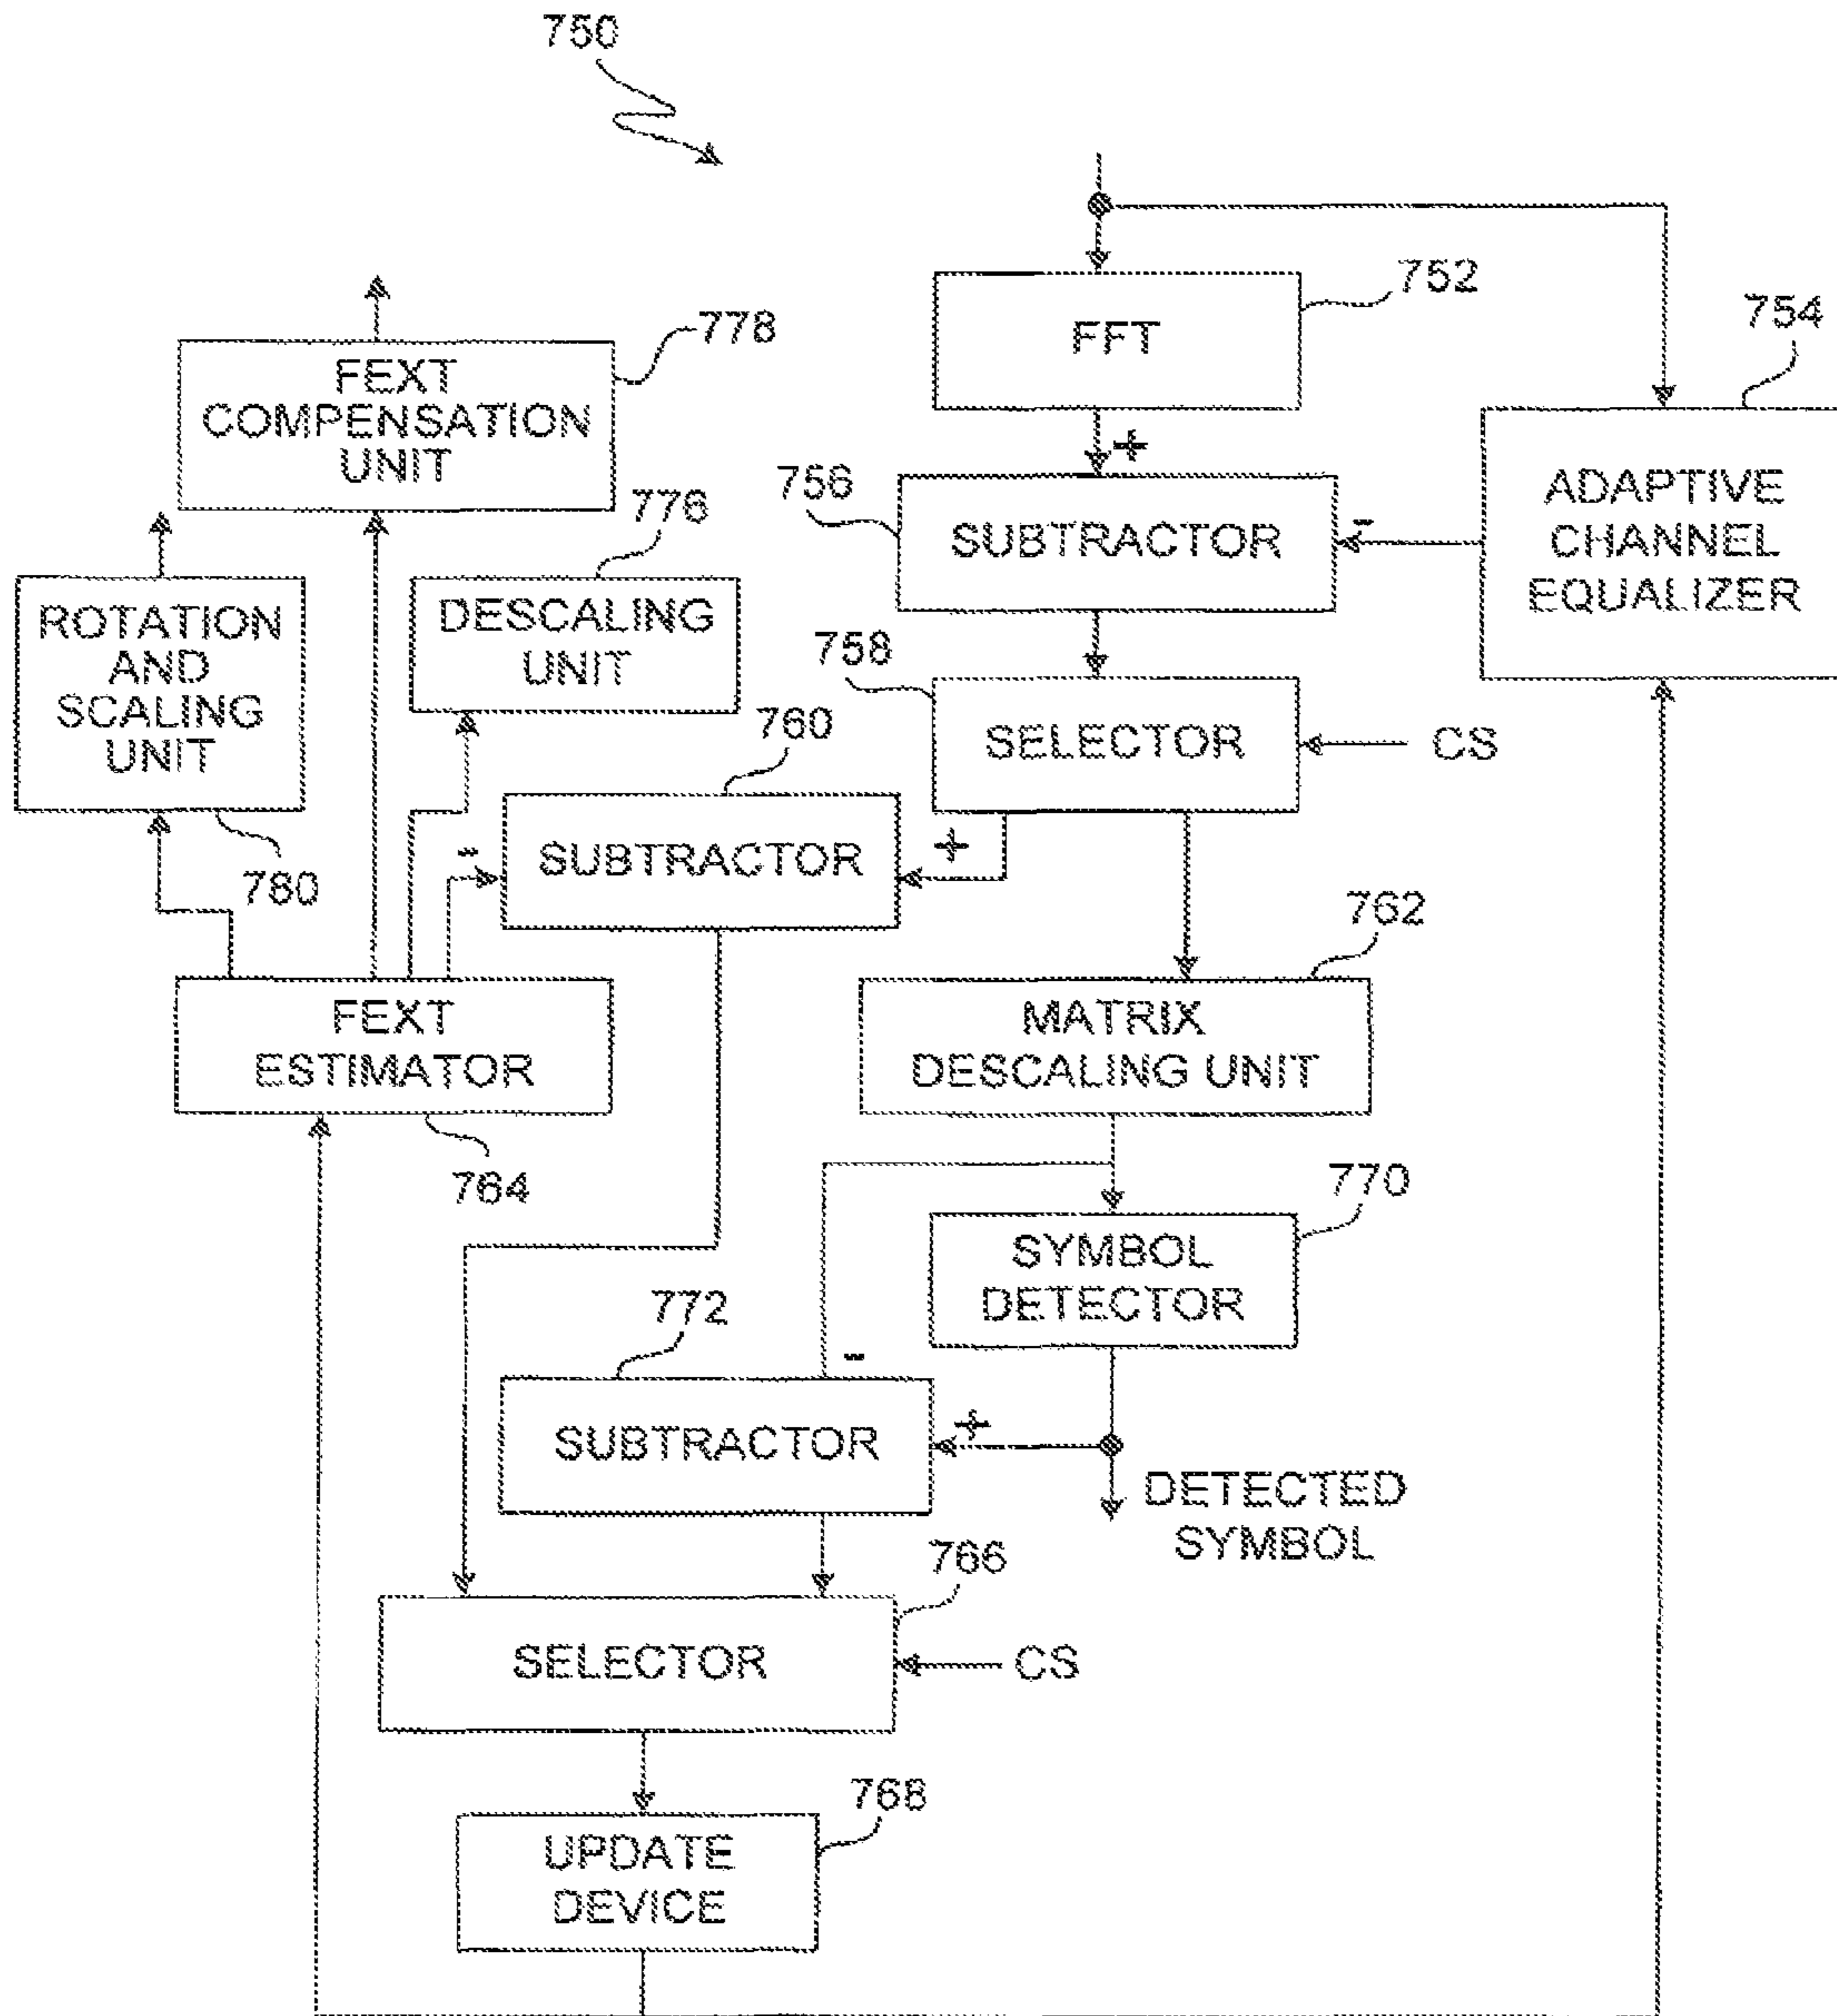 750
752
FFT
754
778
FEXT
COMPENSATION
UNIT
+
756
SUBTRACTOR
-
ADAPTIVE
CHANNEL
EQUALIZER
776
ROTATION
AND
SCALING
UNIT
DESCALING
UNIT
758
SELECTOR
CS
760
-
SUBTRACTOR
+
780
762
FEXT
ESTIMATOR
MATRIX
DESCALING UNIT
764
770
SYMBOL
DETECTOR
772
-
SUBTRACTOR
+
DETECTED
SYMBOL
766
SELECTOR
CS
768
UPDATE
DEVICE